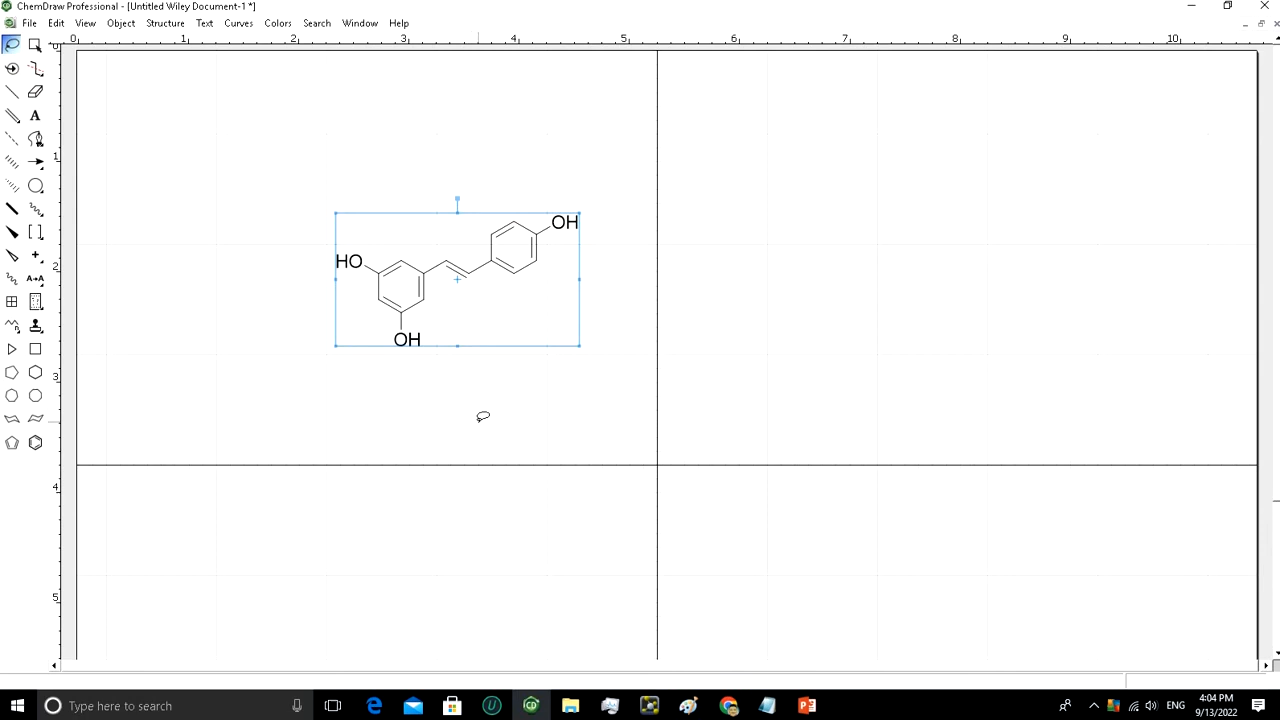 ChemDraw Professional - [Untitled Wiley Document-1 *]
File Edit View Object Structure Text Curves Colors Search Window Help
0 1 2 3 4 5 6 7 8 9 10
0
1
2
3
4
5
A
A→A
OH
HO
OH
Type here to search
CD
ENG
4:04 PM
9/13/2022